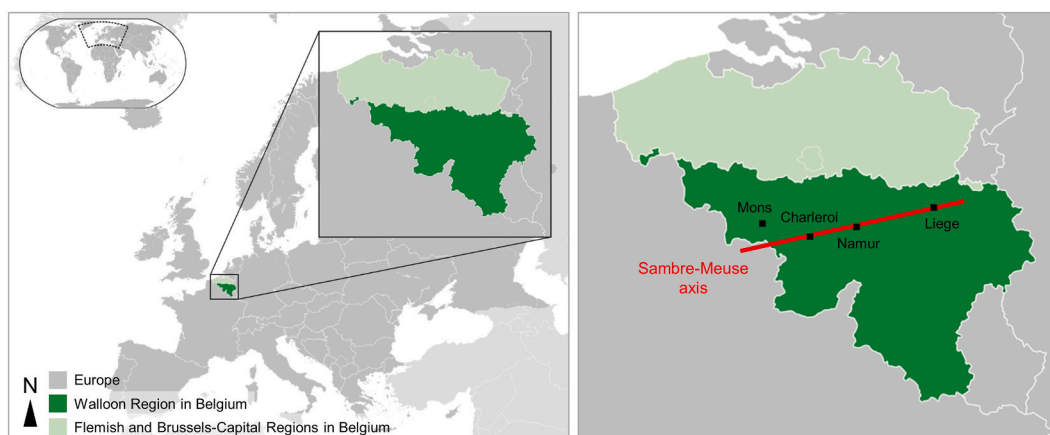 N
Europe
Walloon Region in Belgium
Flemish and Brussels-Capital Regions in Belgium
Mons
Charleroi
Namur
Liege
Sambre-Meuse
axis